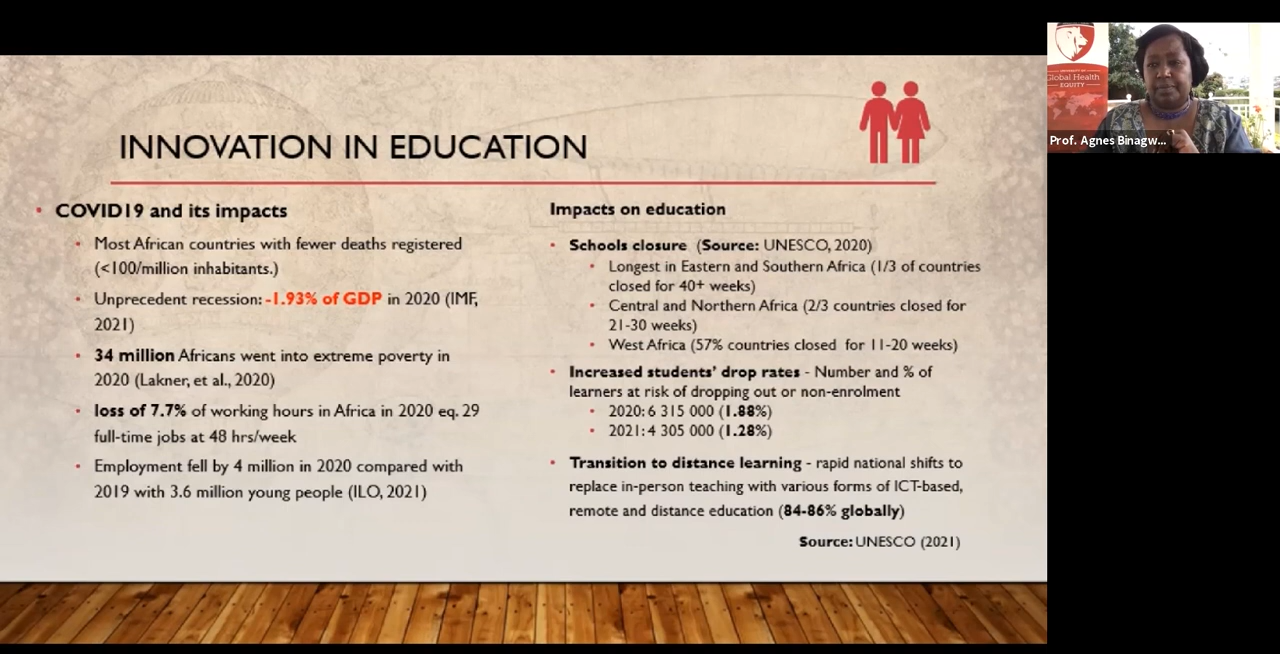 INNOVATION IN EDUCATION
• COVID19 and its impacts
• Most African countries with fewer deaths registered
(<100/million inhabitants.)
• Unprecedent recession: -1.93% of GDP in 2020 (IMF,
2021)
• 34 million Africans went into extreme poverty in
2020 (Lakner, et al., 2020)
• loss of 7.7% of working hours in Africa in 2020 eq. 29
full-time jobs at 48 hrs/week
• Employment fell by 4 million in 2020 compared with
2019 with 3.6 million young people (ILO, 2021)
Impacts on education
• Schools closure (Source: UNESCO, 2020)
• Longest in Eastern and Southern Africa (1/3 of countries
closed for 40+ weeks)
• Central and Northern Africa (2/3 countries closed for
21-30 weeks)
• West Africa (57% countries closed for 11-20 weeks)
• Increased students' drop rates - Number and % of
learners at risk of dropping out or non-enrolment
• 2020: 6 315 000 (1.88%)
• 2021: 4 305 000 (1.28%)
• Transition to distance learning - rapid national shifts to
replace in-person teaching with various forms of ICT-based,
remote and distance education (84-86% globally)
Source: UNESCO (2021)
Global Health
EQUITY
Prof. Agnes Binagw...